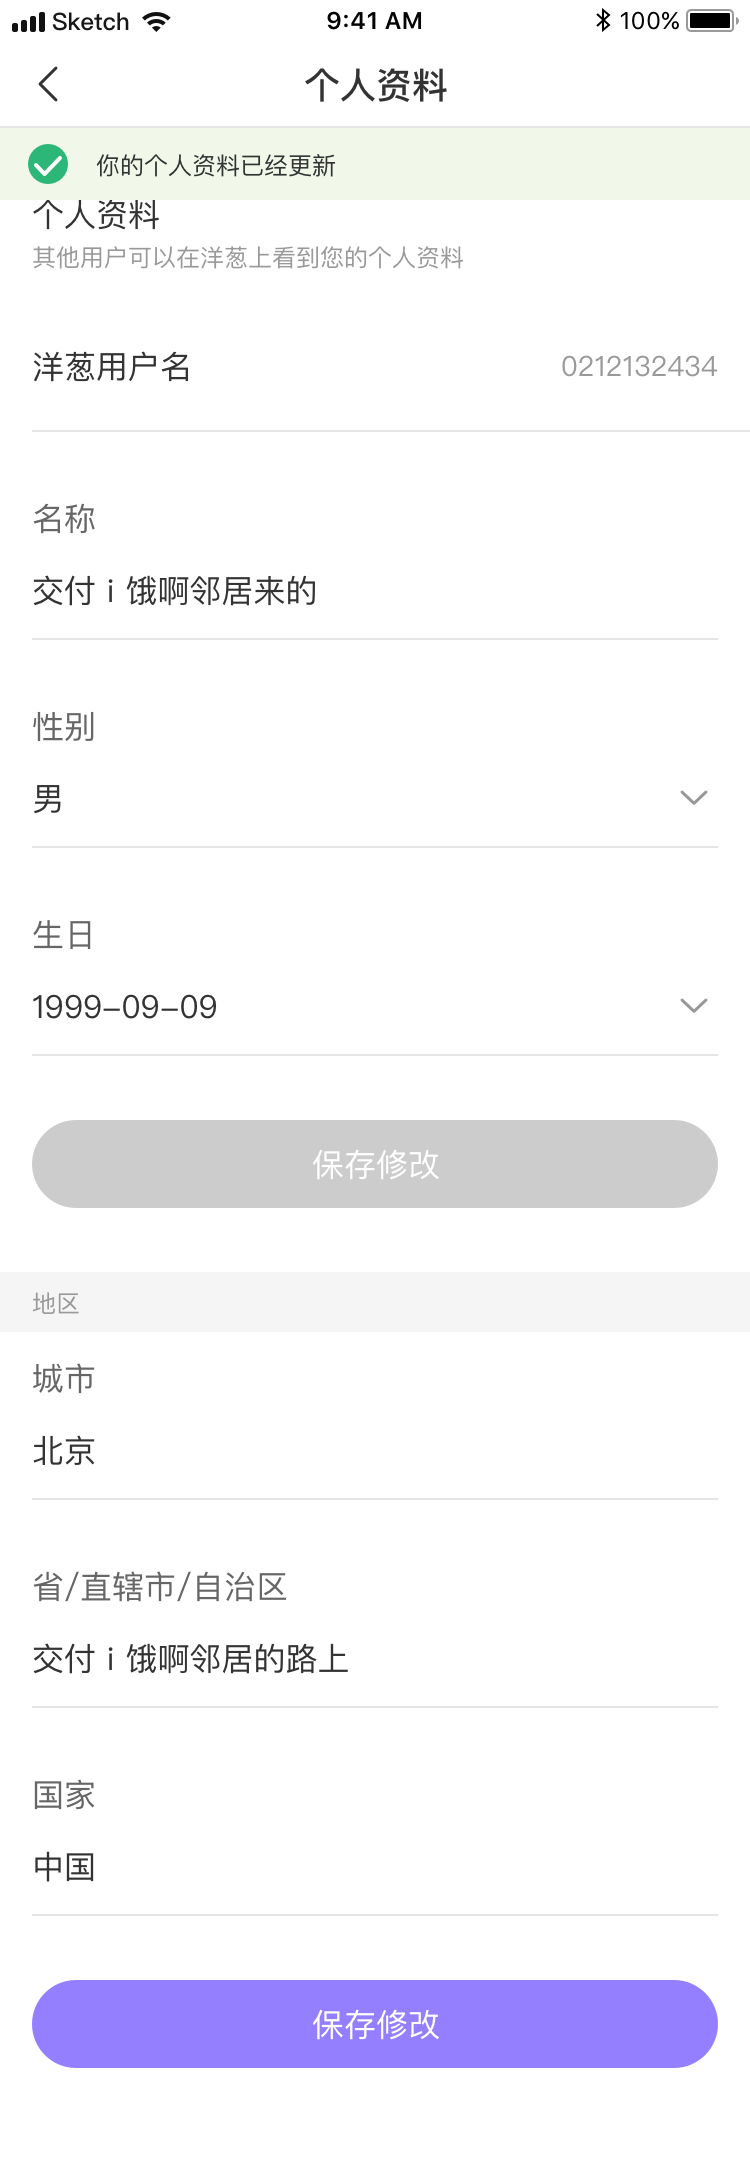 Sketch 9:41 AM 100%
个人资料
你的个人资料已经更新
个人资料
其他用户可以在洋葱上看到您的个人资料
洋葱用户名 0212132434
名称
交付 i 饿啊邻居来的
性别
男
生日
1999-09-09
保存修改
地区
城市
北京
省/直辖市/自治区
交付 i 饿啊邻居的路上
国家
中国
保存修改